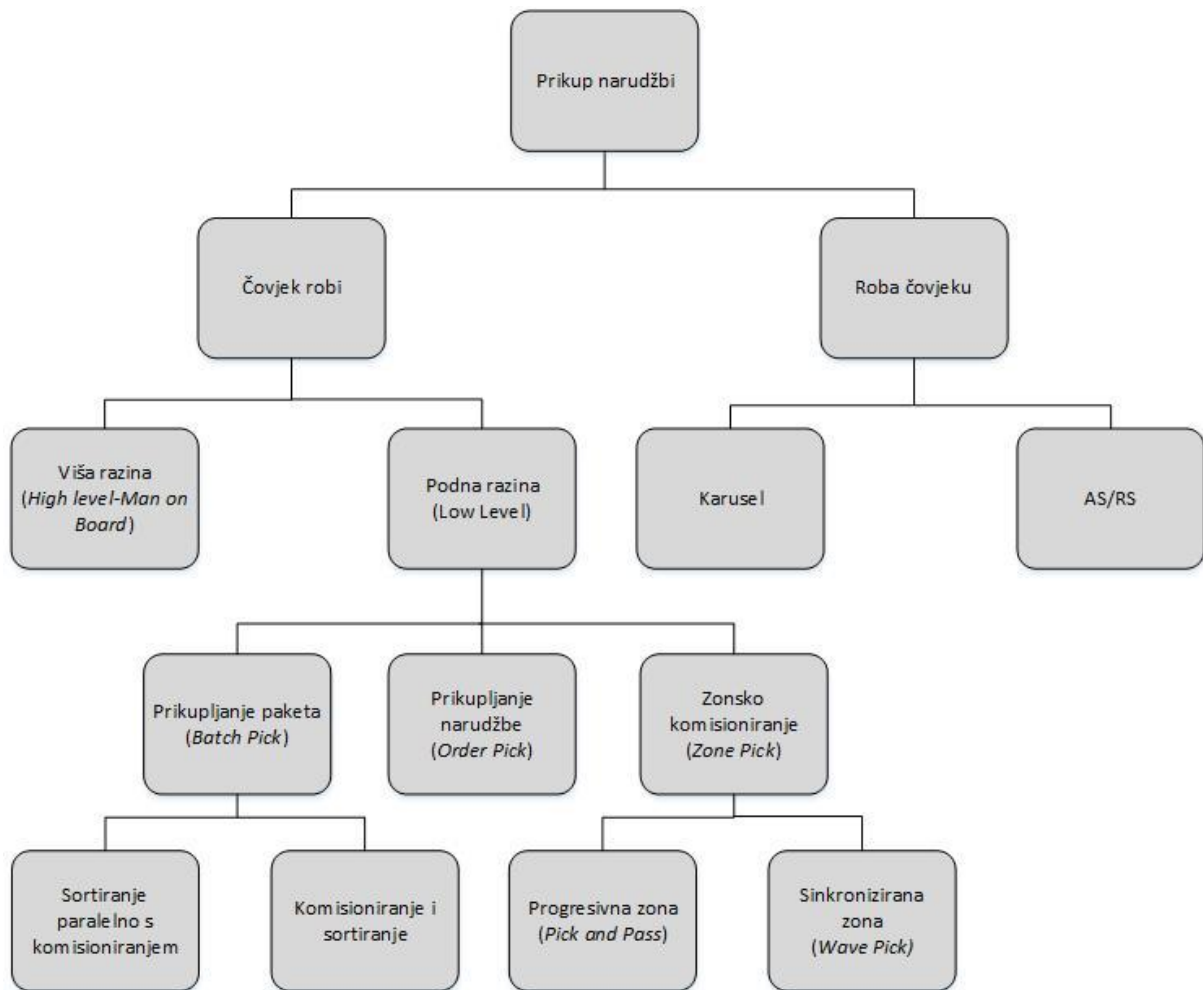 Prikup narudžbi
Čovjek robi
Roba čovjeku
Viša razina
(High level-Man on
Board)
Podna razina
(Low Level)
Karusel
AS/RS
Prikupljanje paketa
(Batch Pick)
Prikupljanje
narudžbe
(Order Pick)
Zonsko
komisioniranje
(Zone Pick)
Sortiranje
paralelno s
komisioniranjem
Komisioniranje i
sortiranje
Progresivna zona
(Pick and Pass)
Sinkronizirana
zona
(Wave Pick)